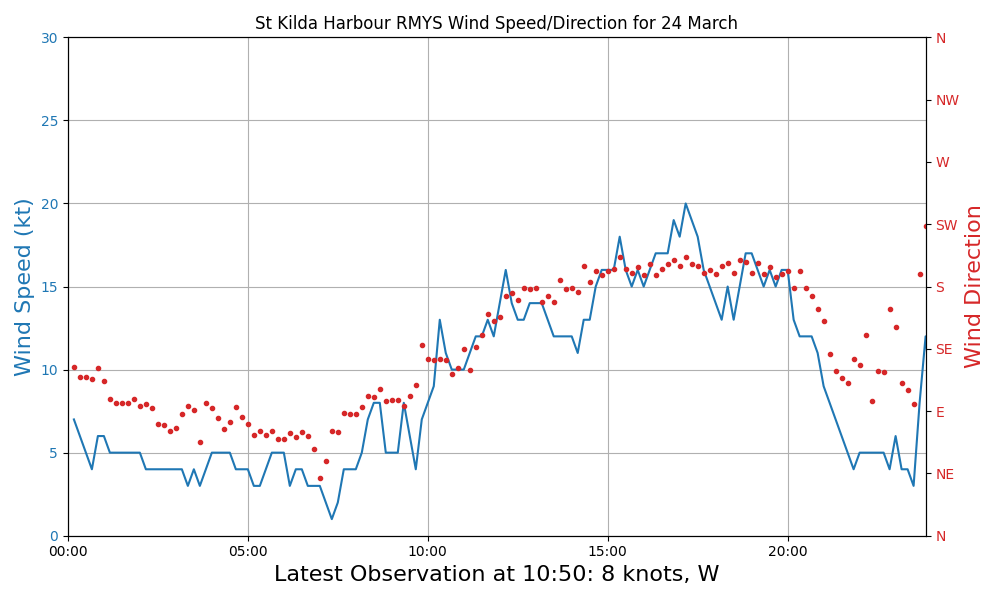 St Kilda Harbour RMYS Wind Speed/Direction for 24 March
30
25
20
15
10
5
0
Wind Speed (kt)
N
NW
W
SW
S
SE
E
NE
N
Wind Direction
00:00
05:00
10:00
15:00
20:00
Latest Observation at 10:50: 8 knots, W